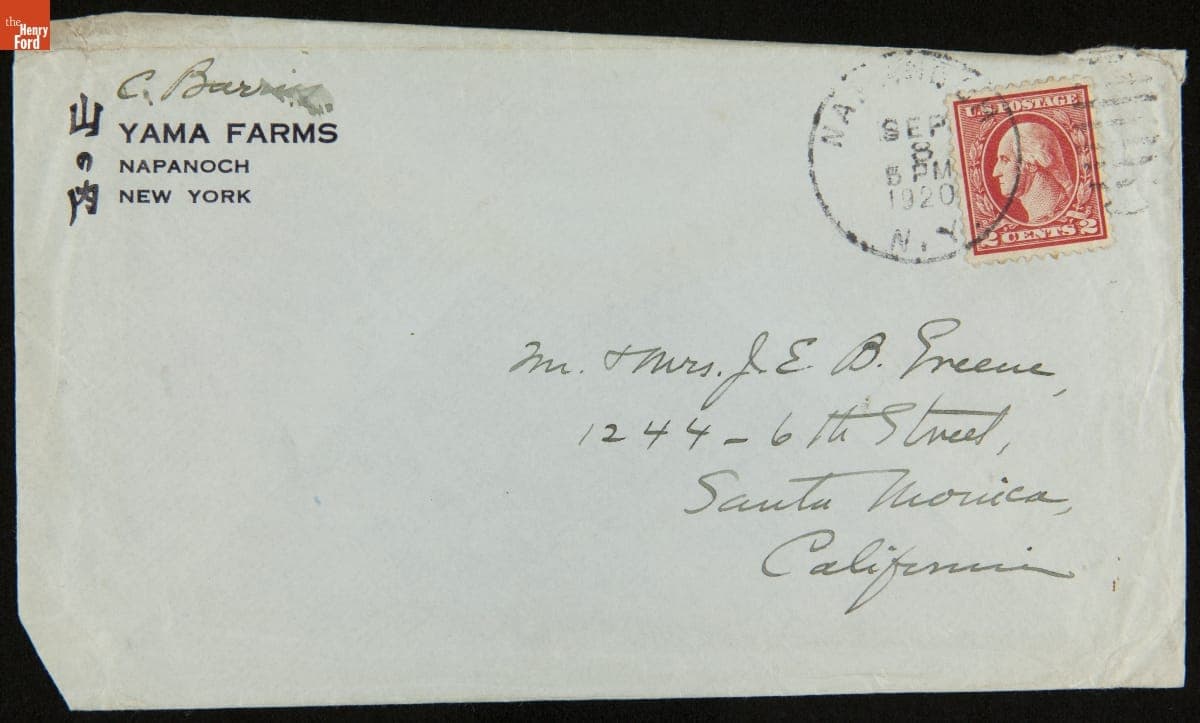 the
Henry
Ford
C. Barrus.
山の内
YAMA FARMS
NAPANOCH
NEW YORK
SEP
8
5 PM
1920
N.Y.
U.S. POSTAGE
2 CENTS 2
Mr. & Mrs. J. E. B. Greene,
1244 - 6th Street,
Santa Monica,
California